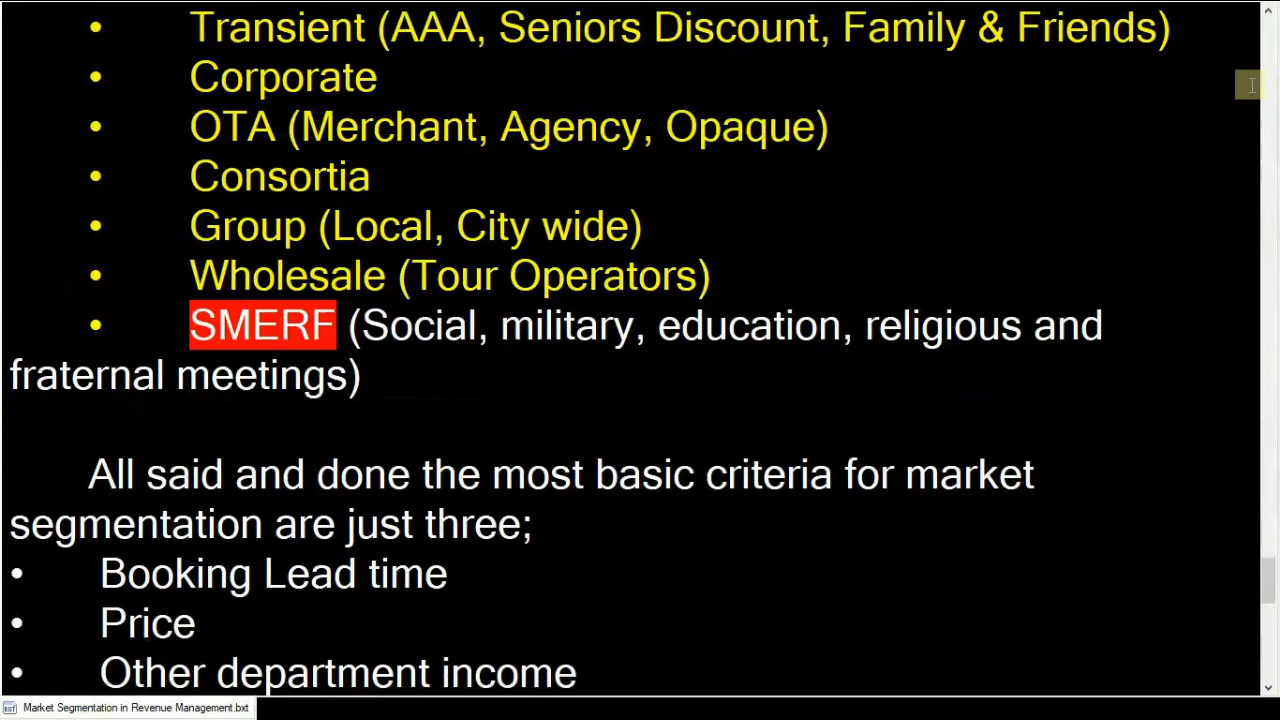 • Transient (AAA, Seniors Discount, Family & Friends)
• Corporate
• OTA (Merchant, Agency, Opaque)
• Consortia
• Group (Local, City wide)
• Wholesale (Tour Operators)
• SMERF (Social, military, education, religious and
fraternal meetings)
All said and done the most basic criteria for market
segmentation are just three;
• Booking Lead time
• Price
• Other department income
Market Segmentation in Revenue Management.bxt